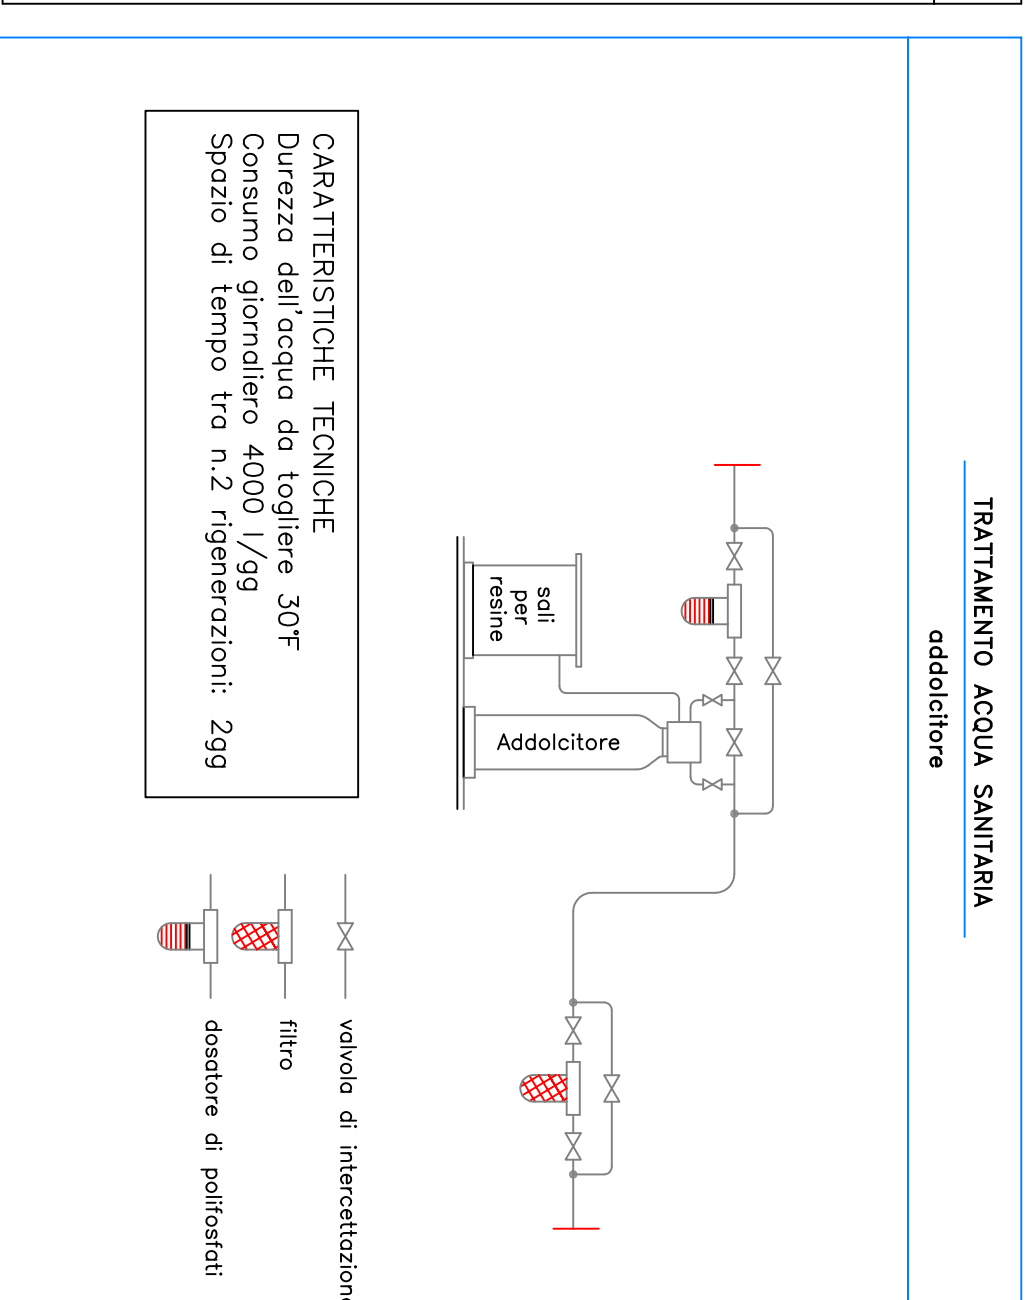 TRATTAMENTO ACQUA SANITARIA
addolcitore
sali
per
resine
Addolcitore
CARATTERISTICHE TECNICHE
Durezza dell'acqua da togliere 30°F
Consumo giornaliero 4000 l/gg
Spazio di tempo tra n.2 rigenerazioni: 2gg
valvola di intercettazione
filtro
dosatore di polifosfati